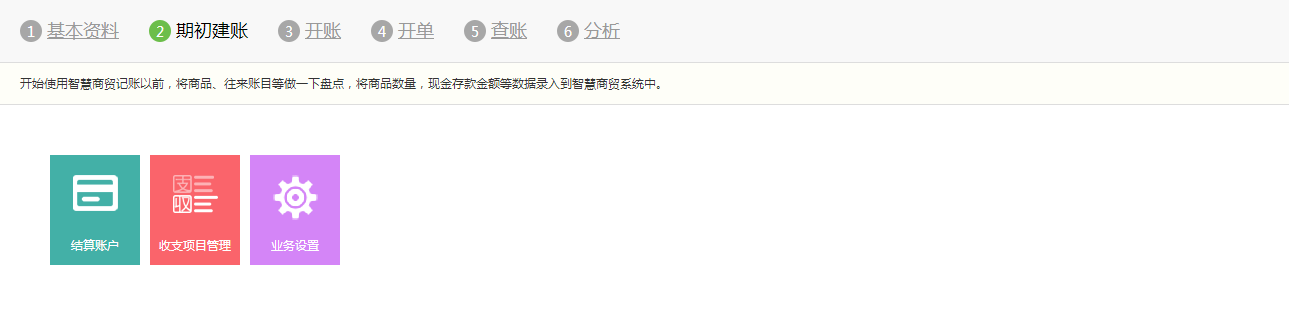 1 基本资料 2 期初建账 3 开账 4 开单 5 查账 6 分析
开始使用智慧商贸记账以前，将商品、往来账目等做一下盘点，将商品数量，现金存款金额等数据录入到智慧商贸系统中。
支
收
结算账户 收支项目管理 业务设置